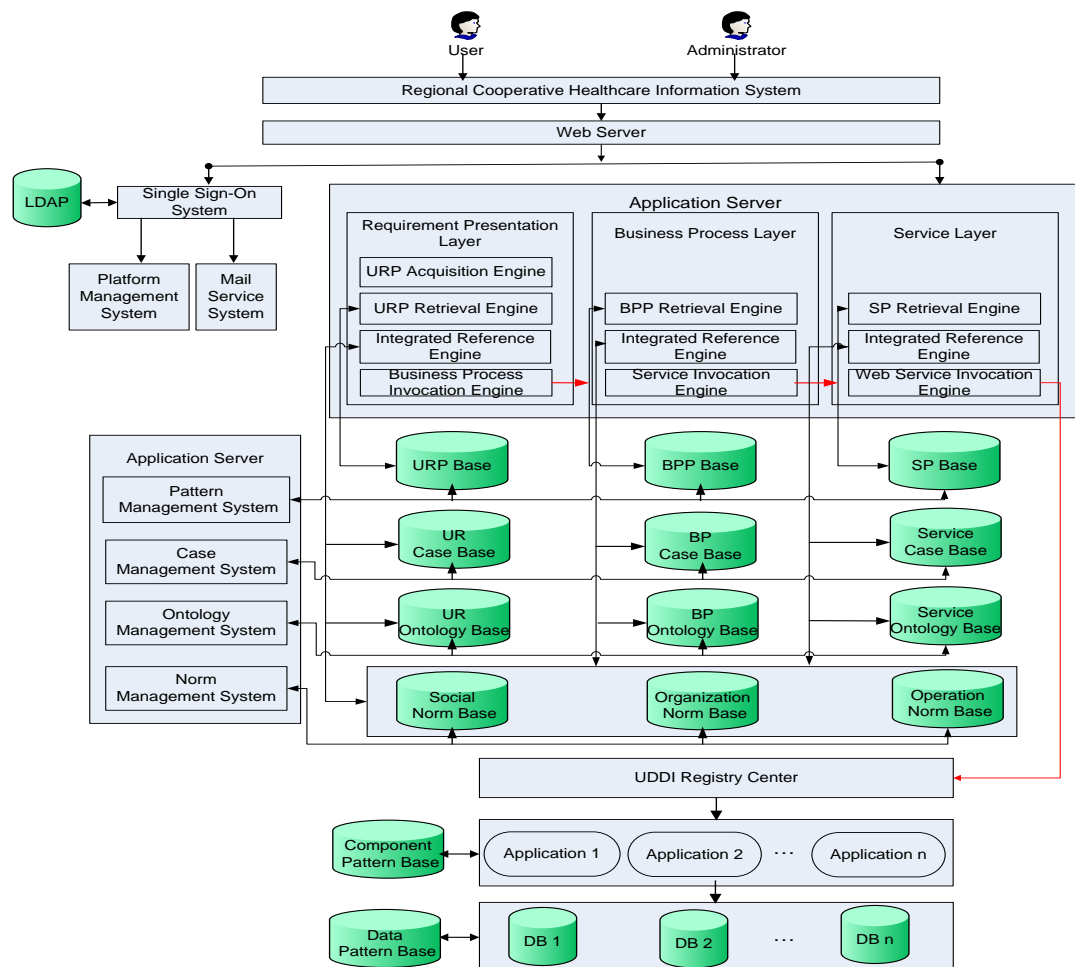 User
Administrator
Regional Cooperative Healthcare Information System
Web Server
LDAP
Single Sign-On
System
Platform
Management
System
Mail
Service
System
Application Server
Requirement Presentation
Layer
URP Acquisition Engine
URP Retrieval Engine
Integrated Reference
Engine
Business Process
Invocation Engine
Business Process Layer
BPP Retrieval Engine
Integrated Reference
Engine
Service Invocation
Engine
Service Layer
SP Retrieval Engine
Integrated Reference
Engine
Web Service Invocation
Engine
Application Server
Pattern
Management System
Case
Management System
Ontology
Management System
Norm
Management System
URP Base
BPP Base
SP Base
UR
Case Base
BP
Case Base
Service
Case Base
UR
Ontology Base
BP
Ontology Base
Service
Ontology Base
Social
Norm Base
Organization
Norm Base
Operation
Norm Base
UDDI Registry Center
Component
Pattern Base
Application 1
Application 2
...
Application n
Data
Pattern Base
DB 1
DB 2
...
DB n